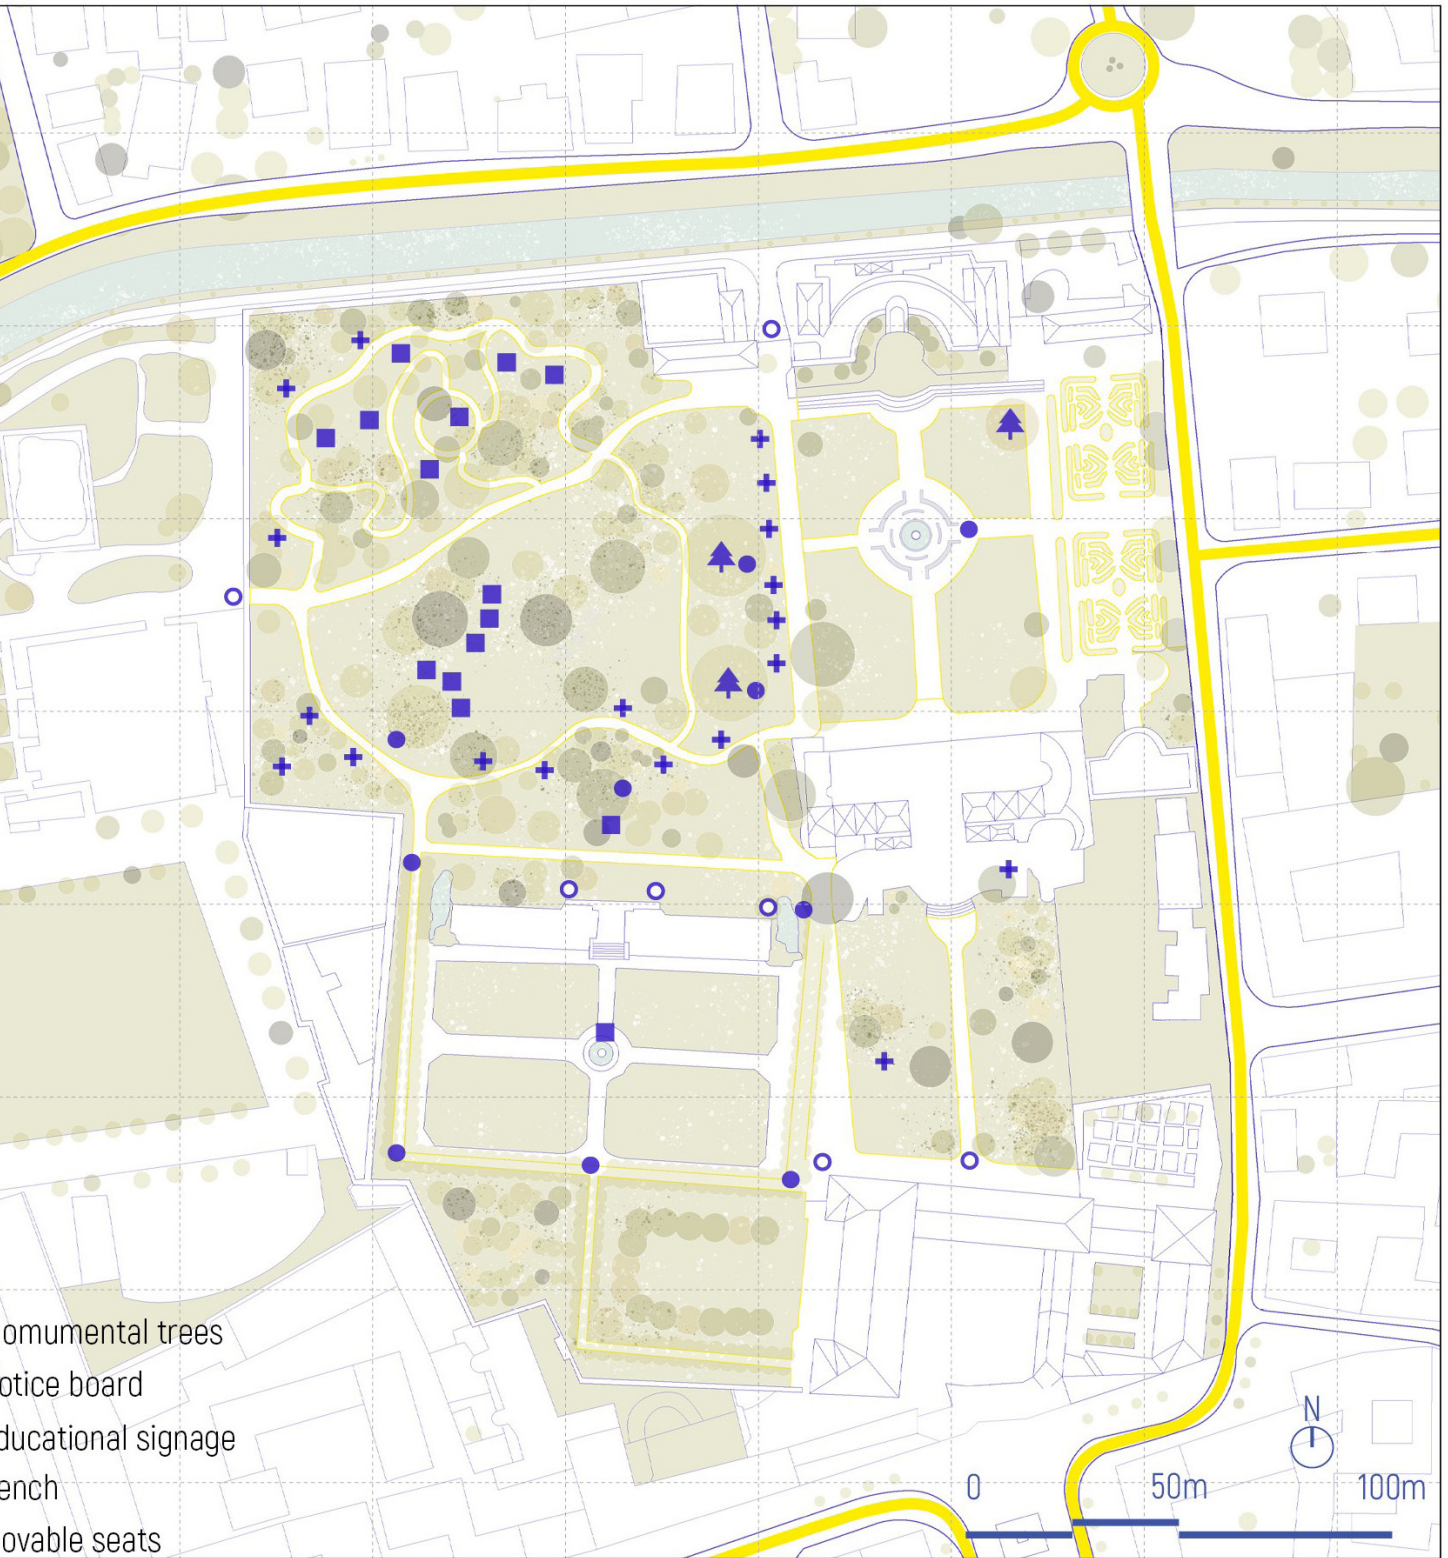 omumental trees
otice board
ducational signage
ench
ovable seats
N
0 50m 100m